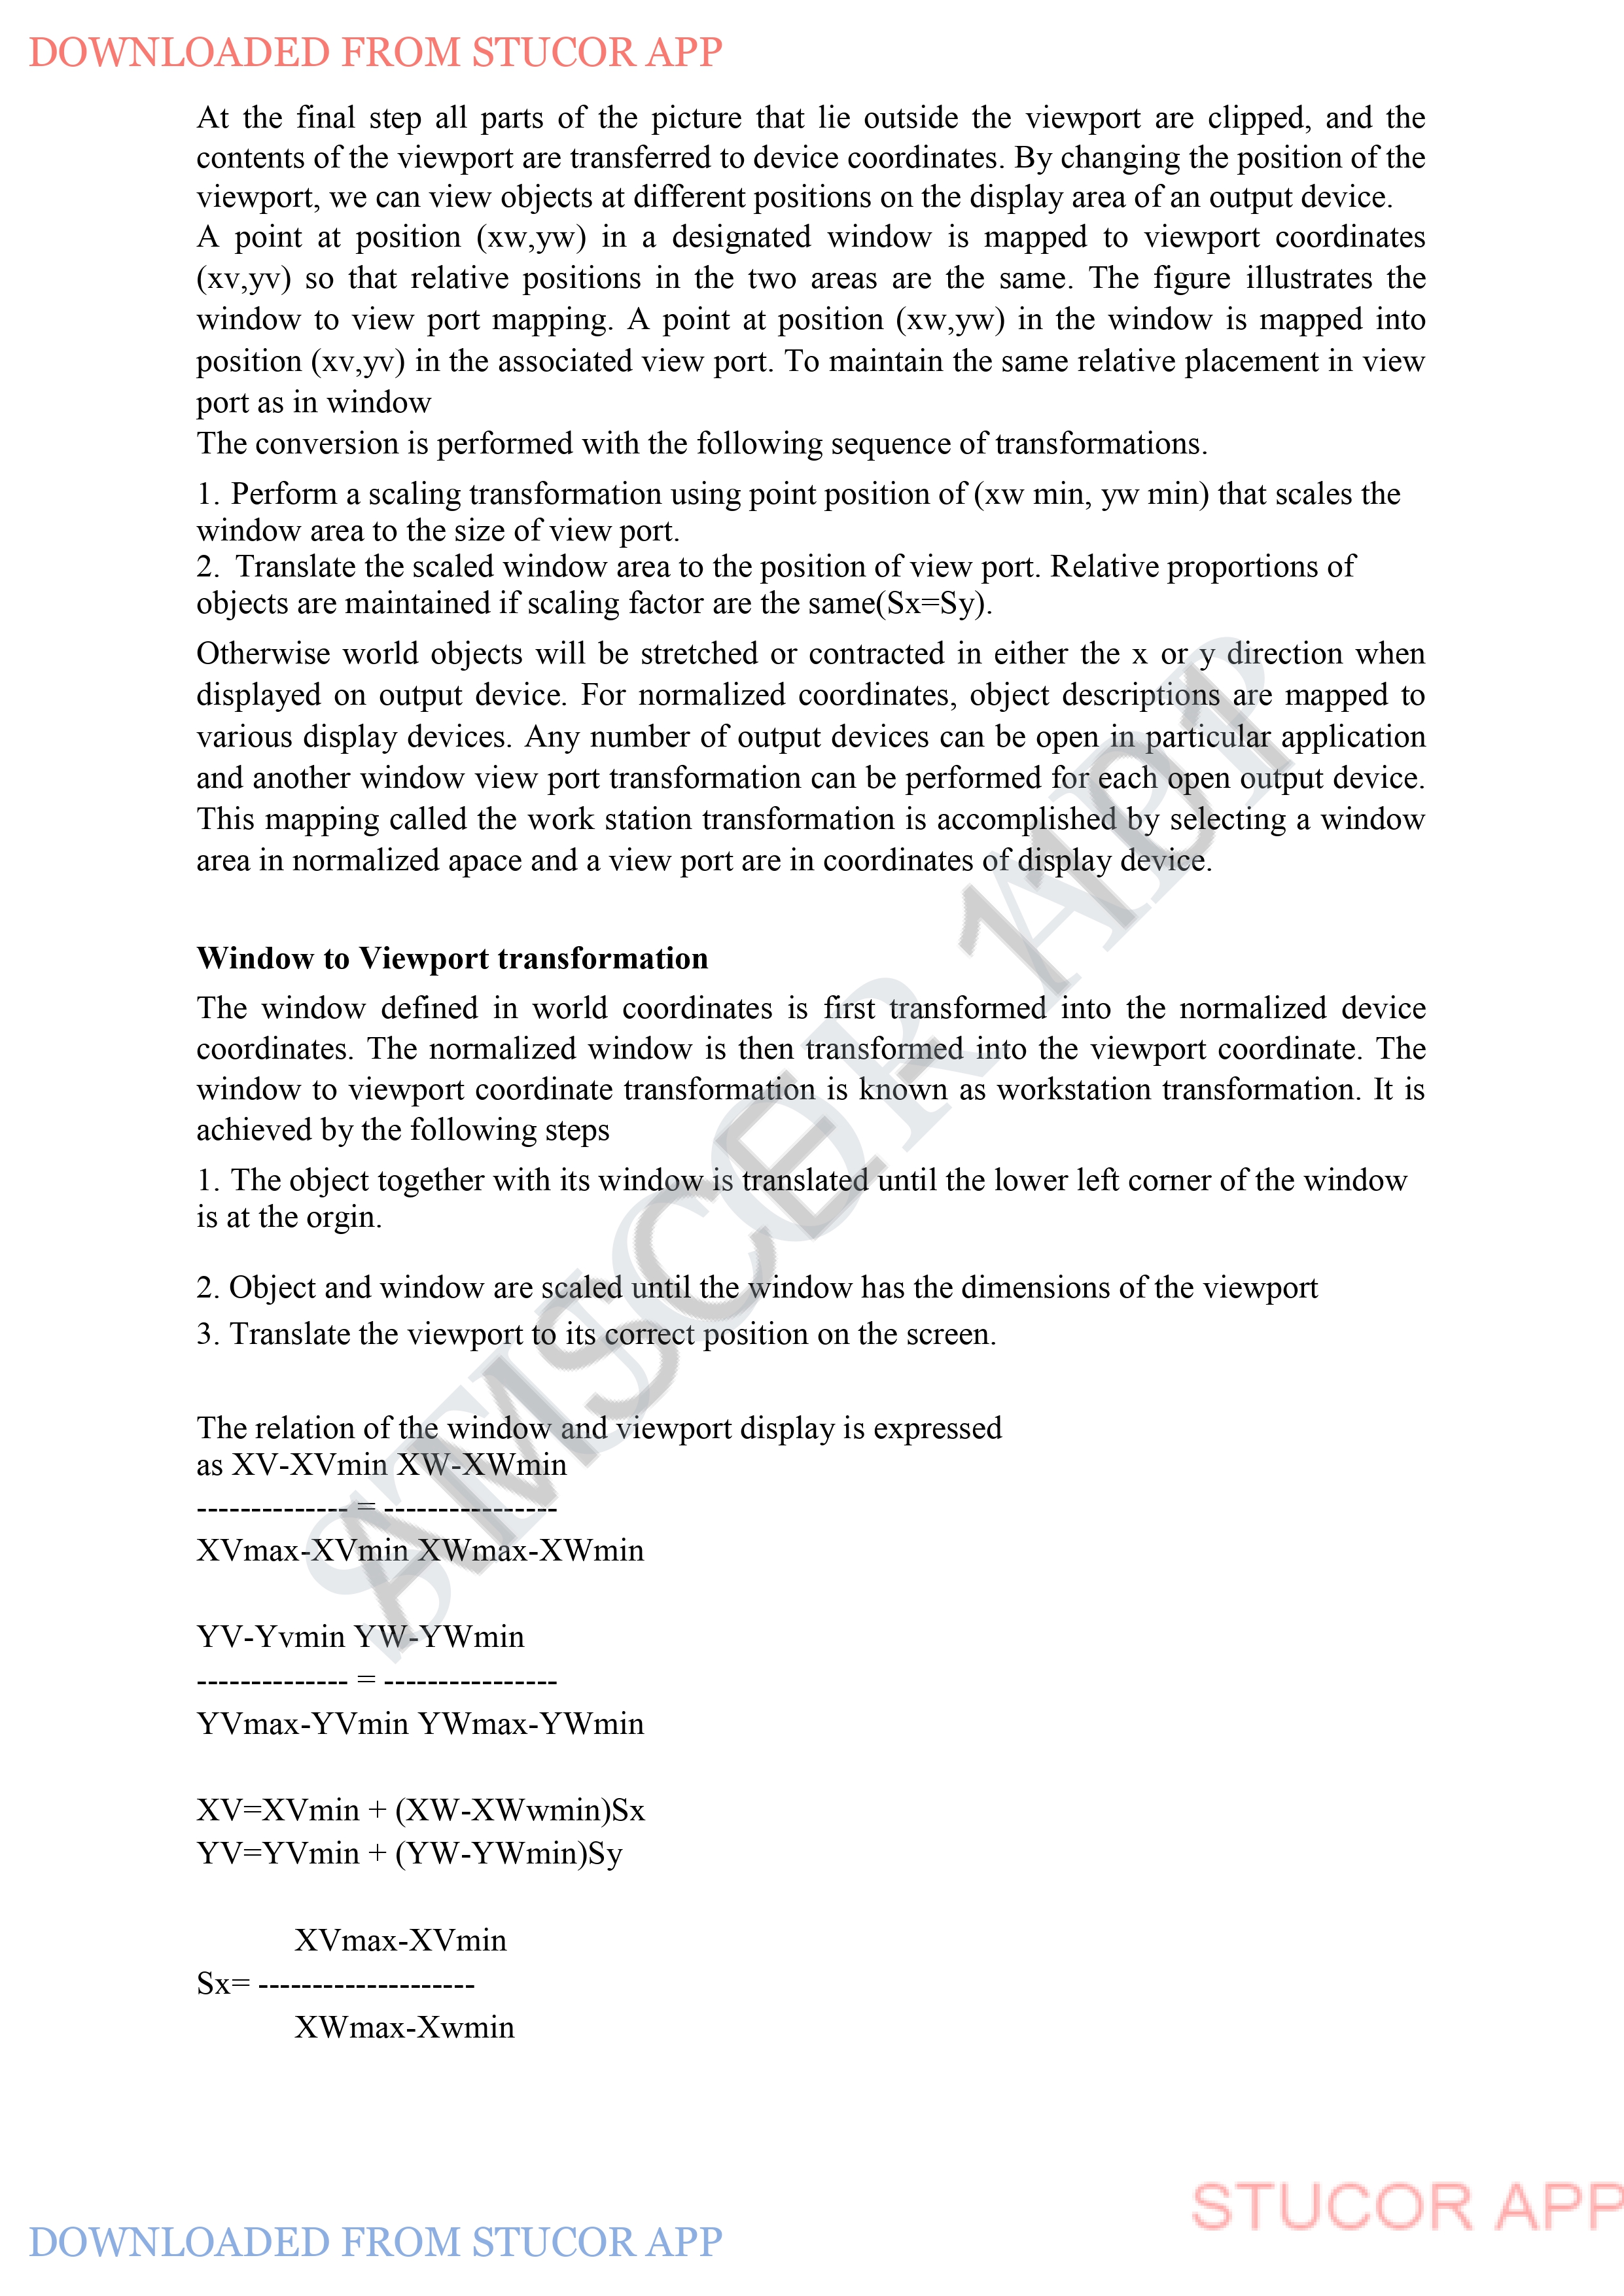 DOWNLOADED FROM STUCOR APP
At the final step all parts of the picture that lie outside the viewport are clipped, and the
contents of the viewport are transferred to device coordinates. By changing the position of the
viewport, we can view objects at different positions on the display area of an output device.
A point at position (xw,yw) in a designated window is mapped to viewport coordinates
(xv,yv) so that relative positions in the two areas are the same. The figure illustrates the
window to view port mapping. A point at position (xw,yw) in the window is mapped into
position (xv,yv) in the associated view port. To maintain the same relative placement in view
port as in window
The conversion is performed with the following sequence of transformations.
1. Perform a scaling transformation using point position of (xw min, yw min) that scales the
window area to the size of view port.
2. Translate the scaled window area to the position of view port. Relative proportions of
objects are maintained if scaling factor are the same(Sx=Sy).
Otherwise world objects will be stretched or contracted in either the x or y direction when
displayed on output device. For normalized coordinates, object descriptions are mapped to
various display devices. Any number of output devices can be open in particular application
and another window view port transformation can be performed for each open output device.
This mapping called the work station transformation is accomplished by selecting a window
area in normalized apace and a view port are in coordinates of display device.
Window to Viewport transformation
The window defined in world coordinates is first transformed into the normalized device
coordinates. The normalized window is then transformed into the viewport coordinate. The
window to viewport coordinate transformation is known as workstation transformation. It is
achieved by the following steps
1. The object together with its window is translated until the lower left corner of the window
is at the orgin.
2. Object and window are scaled until the window has the dimensions of the viewport
3. Translate the viewport to its correct position on the screen.
The relation of the window and viewport display is expressed
as XV-XVmin XW-XWmin
-------------- = ----------------
XVmax-XVmin XWmax-XWmin
YV-Yvmin YW-YWmin
-------------- = ----------------
YVmax-YVmin YWmax-YWmin
XV=XVmin + (XW-XWwmin)Sx
YV=YVmin + (YW-YWmin)Sy
XVmax-XVmin
Sx= --------------------
XWmax-Xwmin
STUCOR APP
AMSCE-1101
STUCOR APP
DOWNLOADED FROM STUCOR APP